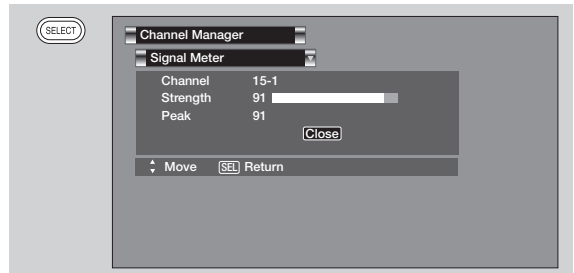 SELECT
Channel Manager
Signal Meter
Channel 15-1
Strength 91
Peak 91
Close
Move SEL Return